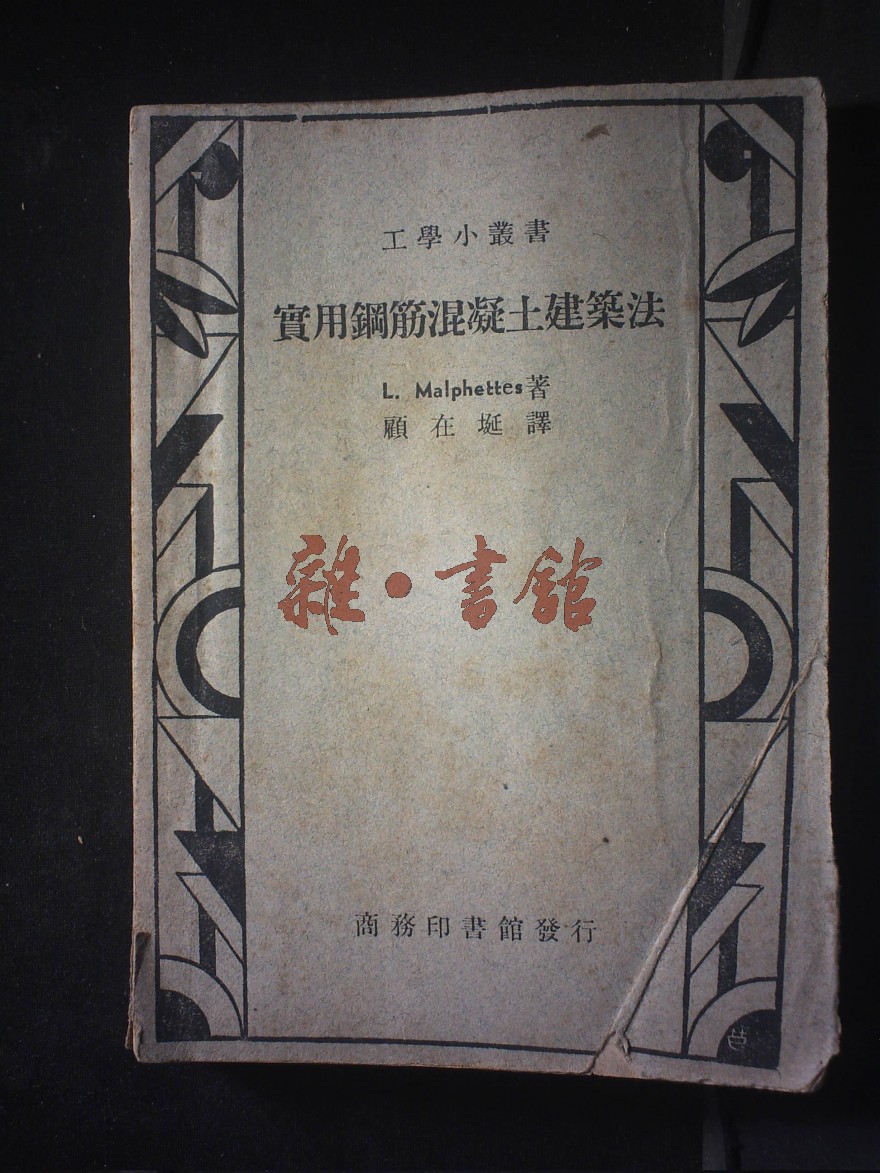 工學小叢書
實用鋼筋混凝土建築法
L. Malphettes著
顧在埏譯
雜·書館
商務印書館發行